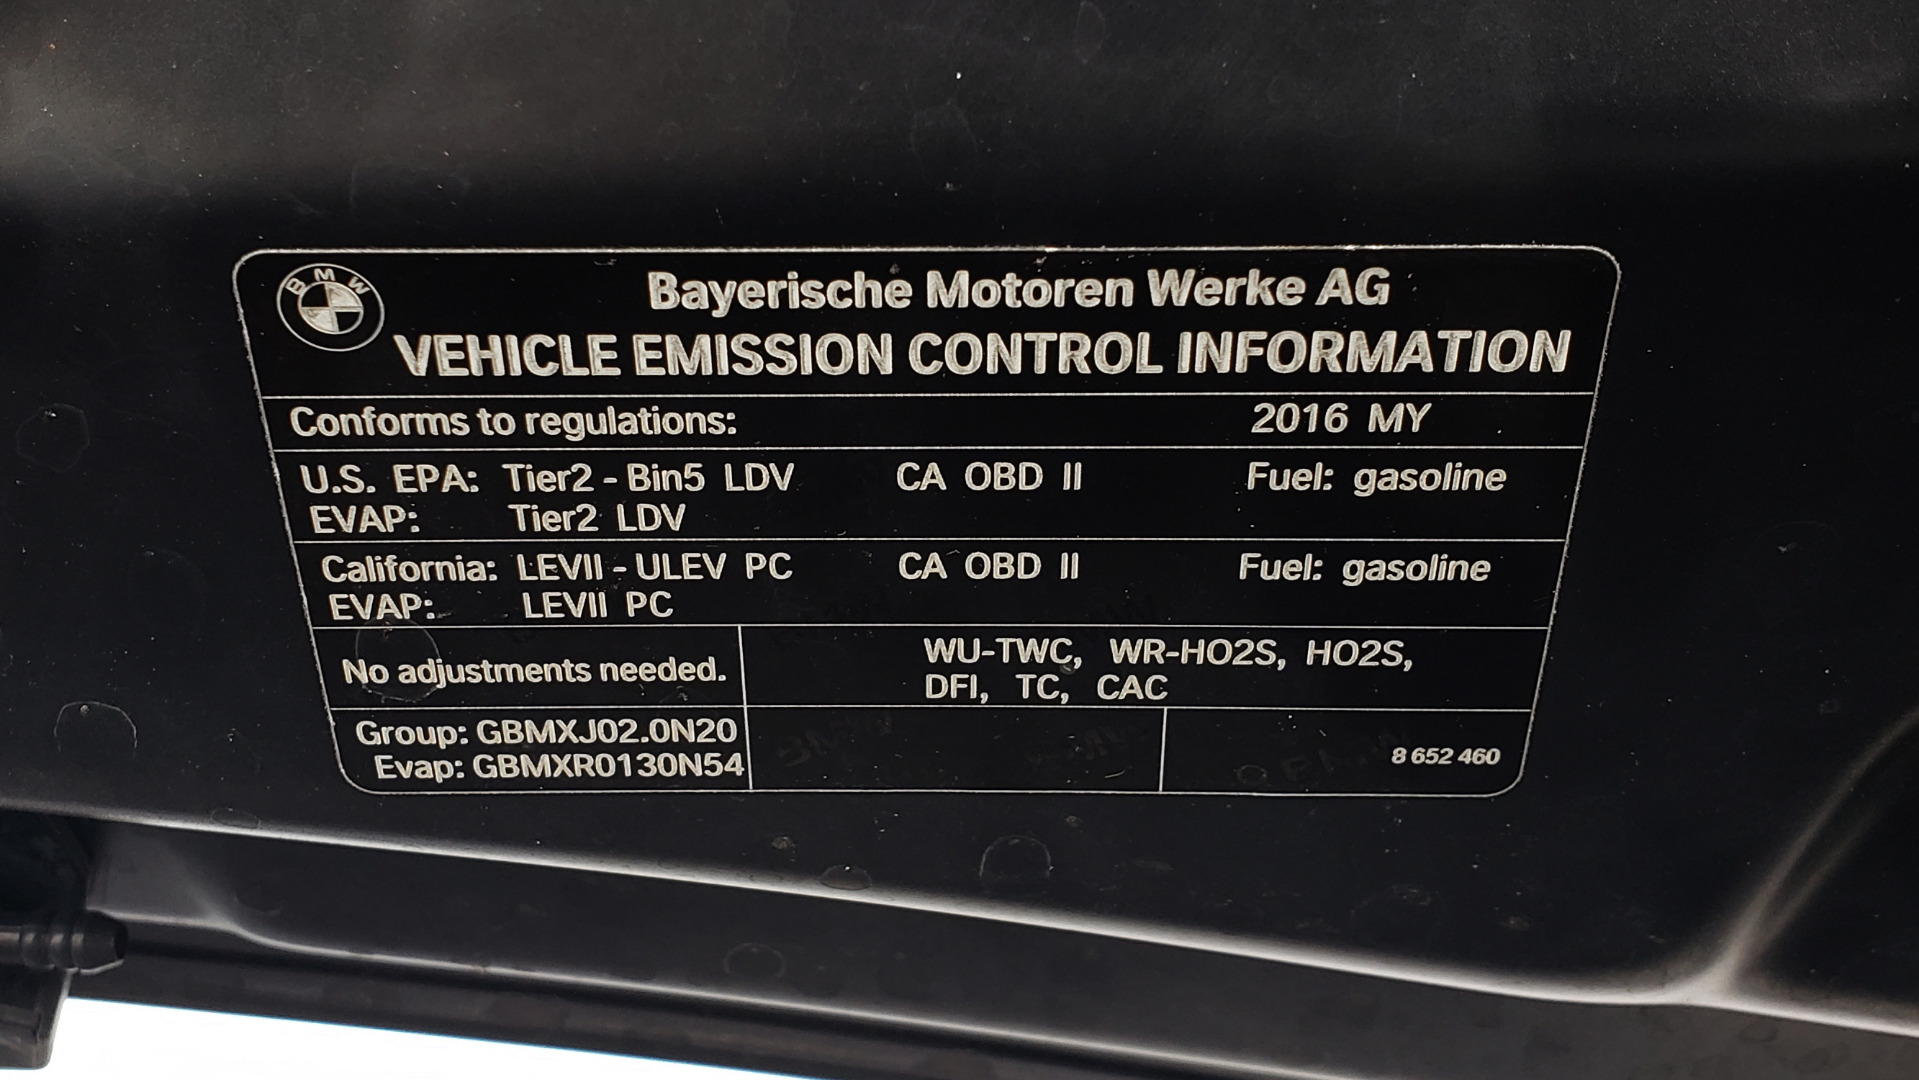 BMW
Bayerische Motoren Werke AG
VEHICLE EMISSION CONTROL INFORMATION
Conforms to regulations: 2016 MY
U.S. EPA: Tier2 - Bin5 LDV CA OBD II Fuel: gasoline
EVAP: Tier2 LDV
California: LEVII - ULEV PC CA OBD II Fuel: gasoline
EVAP: LEVII PC
No adjustments needed.
WU-TWC, WR-HO2S, HO2S,
DFI, TC, CAC
Group: GBMXJ02.0N20
Evap: GBMXR0130N54
8 652 460